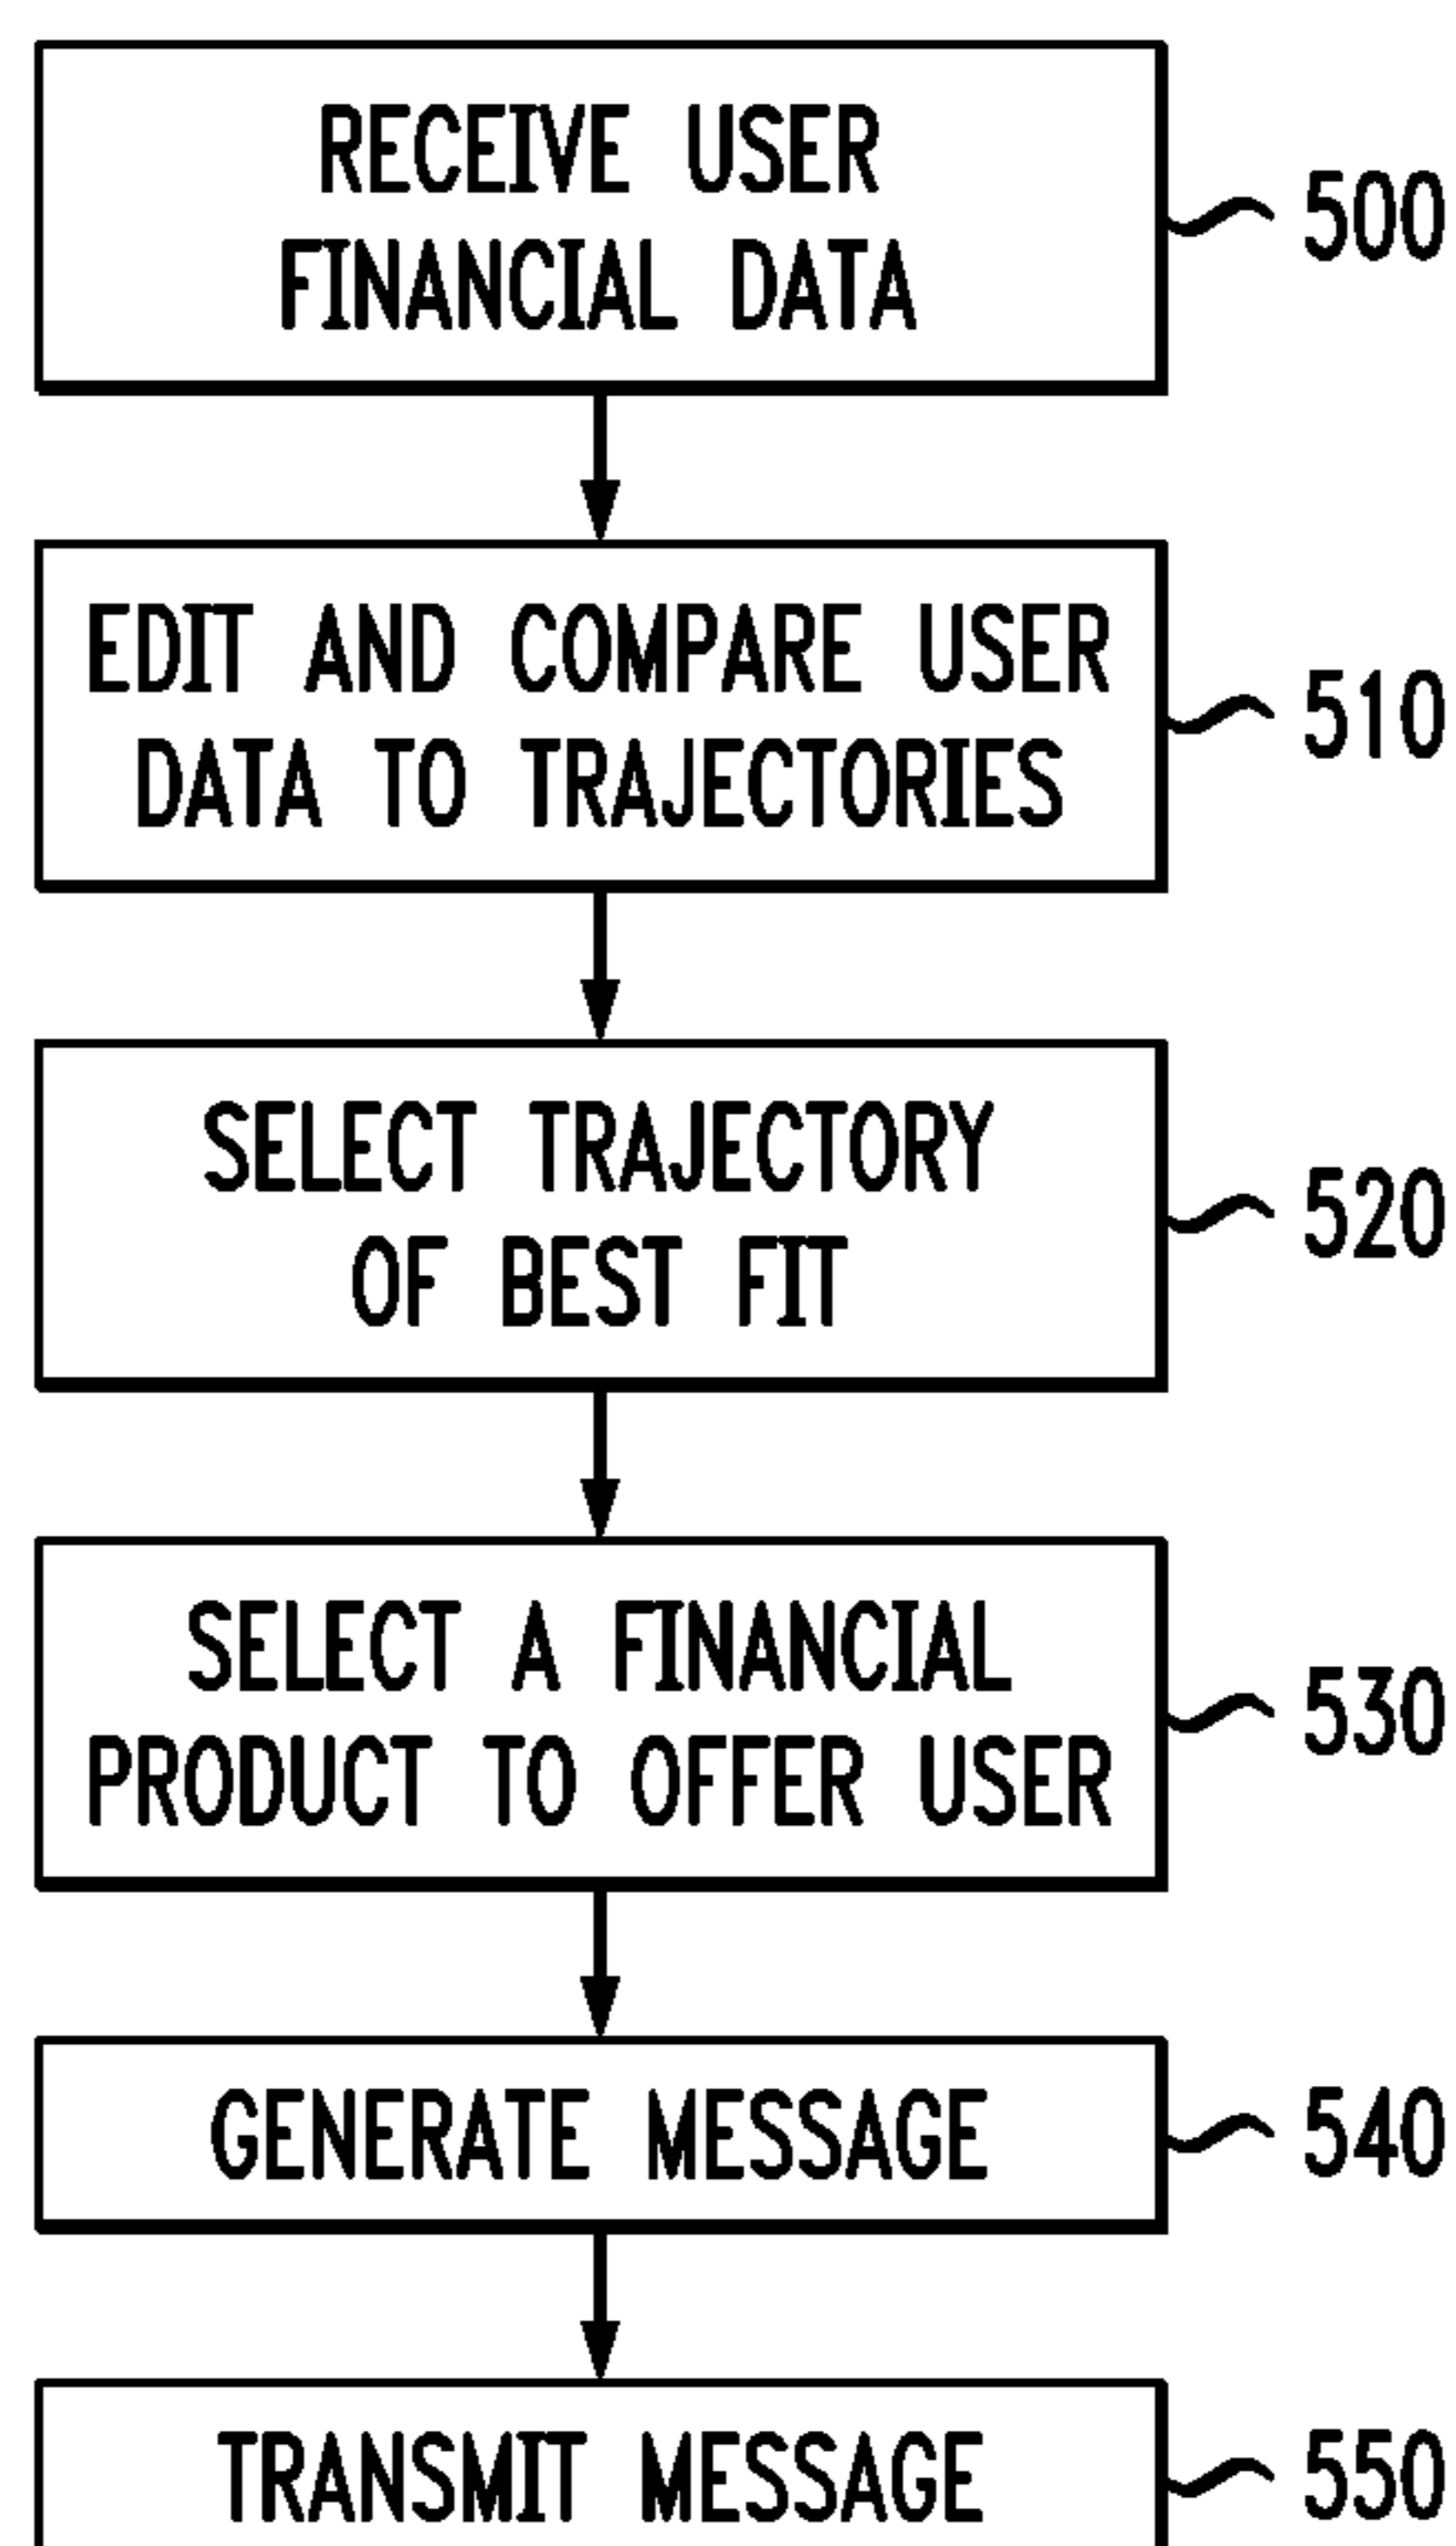 RECEIVE USER
FINANCIAL DATA
500
EDIT AND COMPARE USER
DATA TO TRAJECTORIES
510
SELECT TRAJECTORY
OF BEST FIT
520
SELECT A FINANCIAL
PRODUCT TO OFFER USER
530
GENERATE MESSAGE
540
TRANSMIT MESSAGE
550